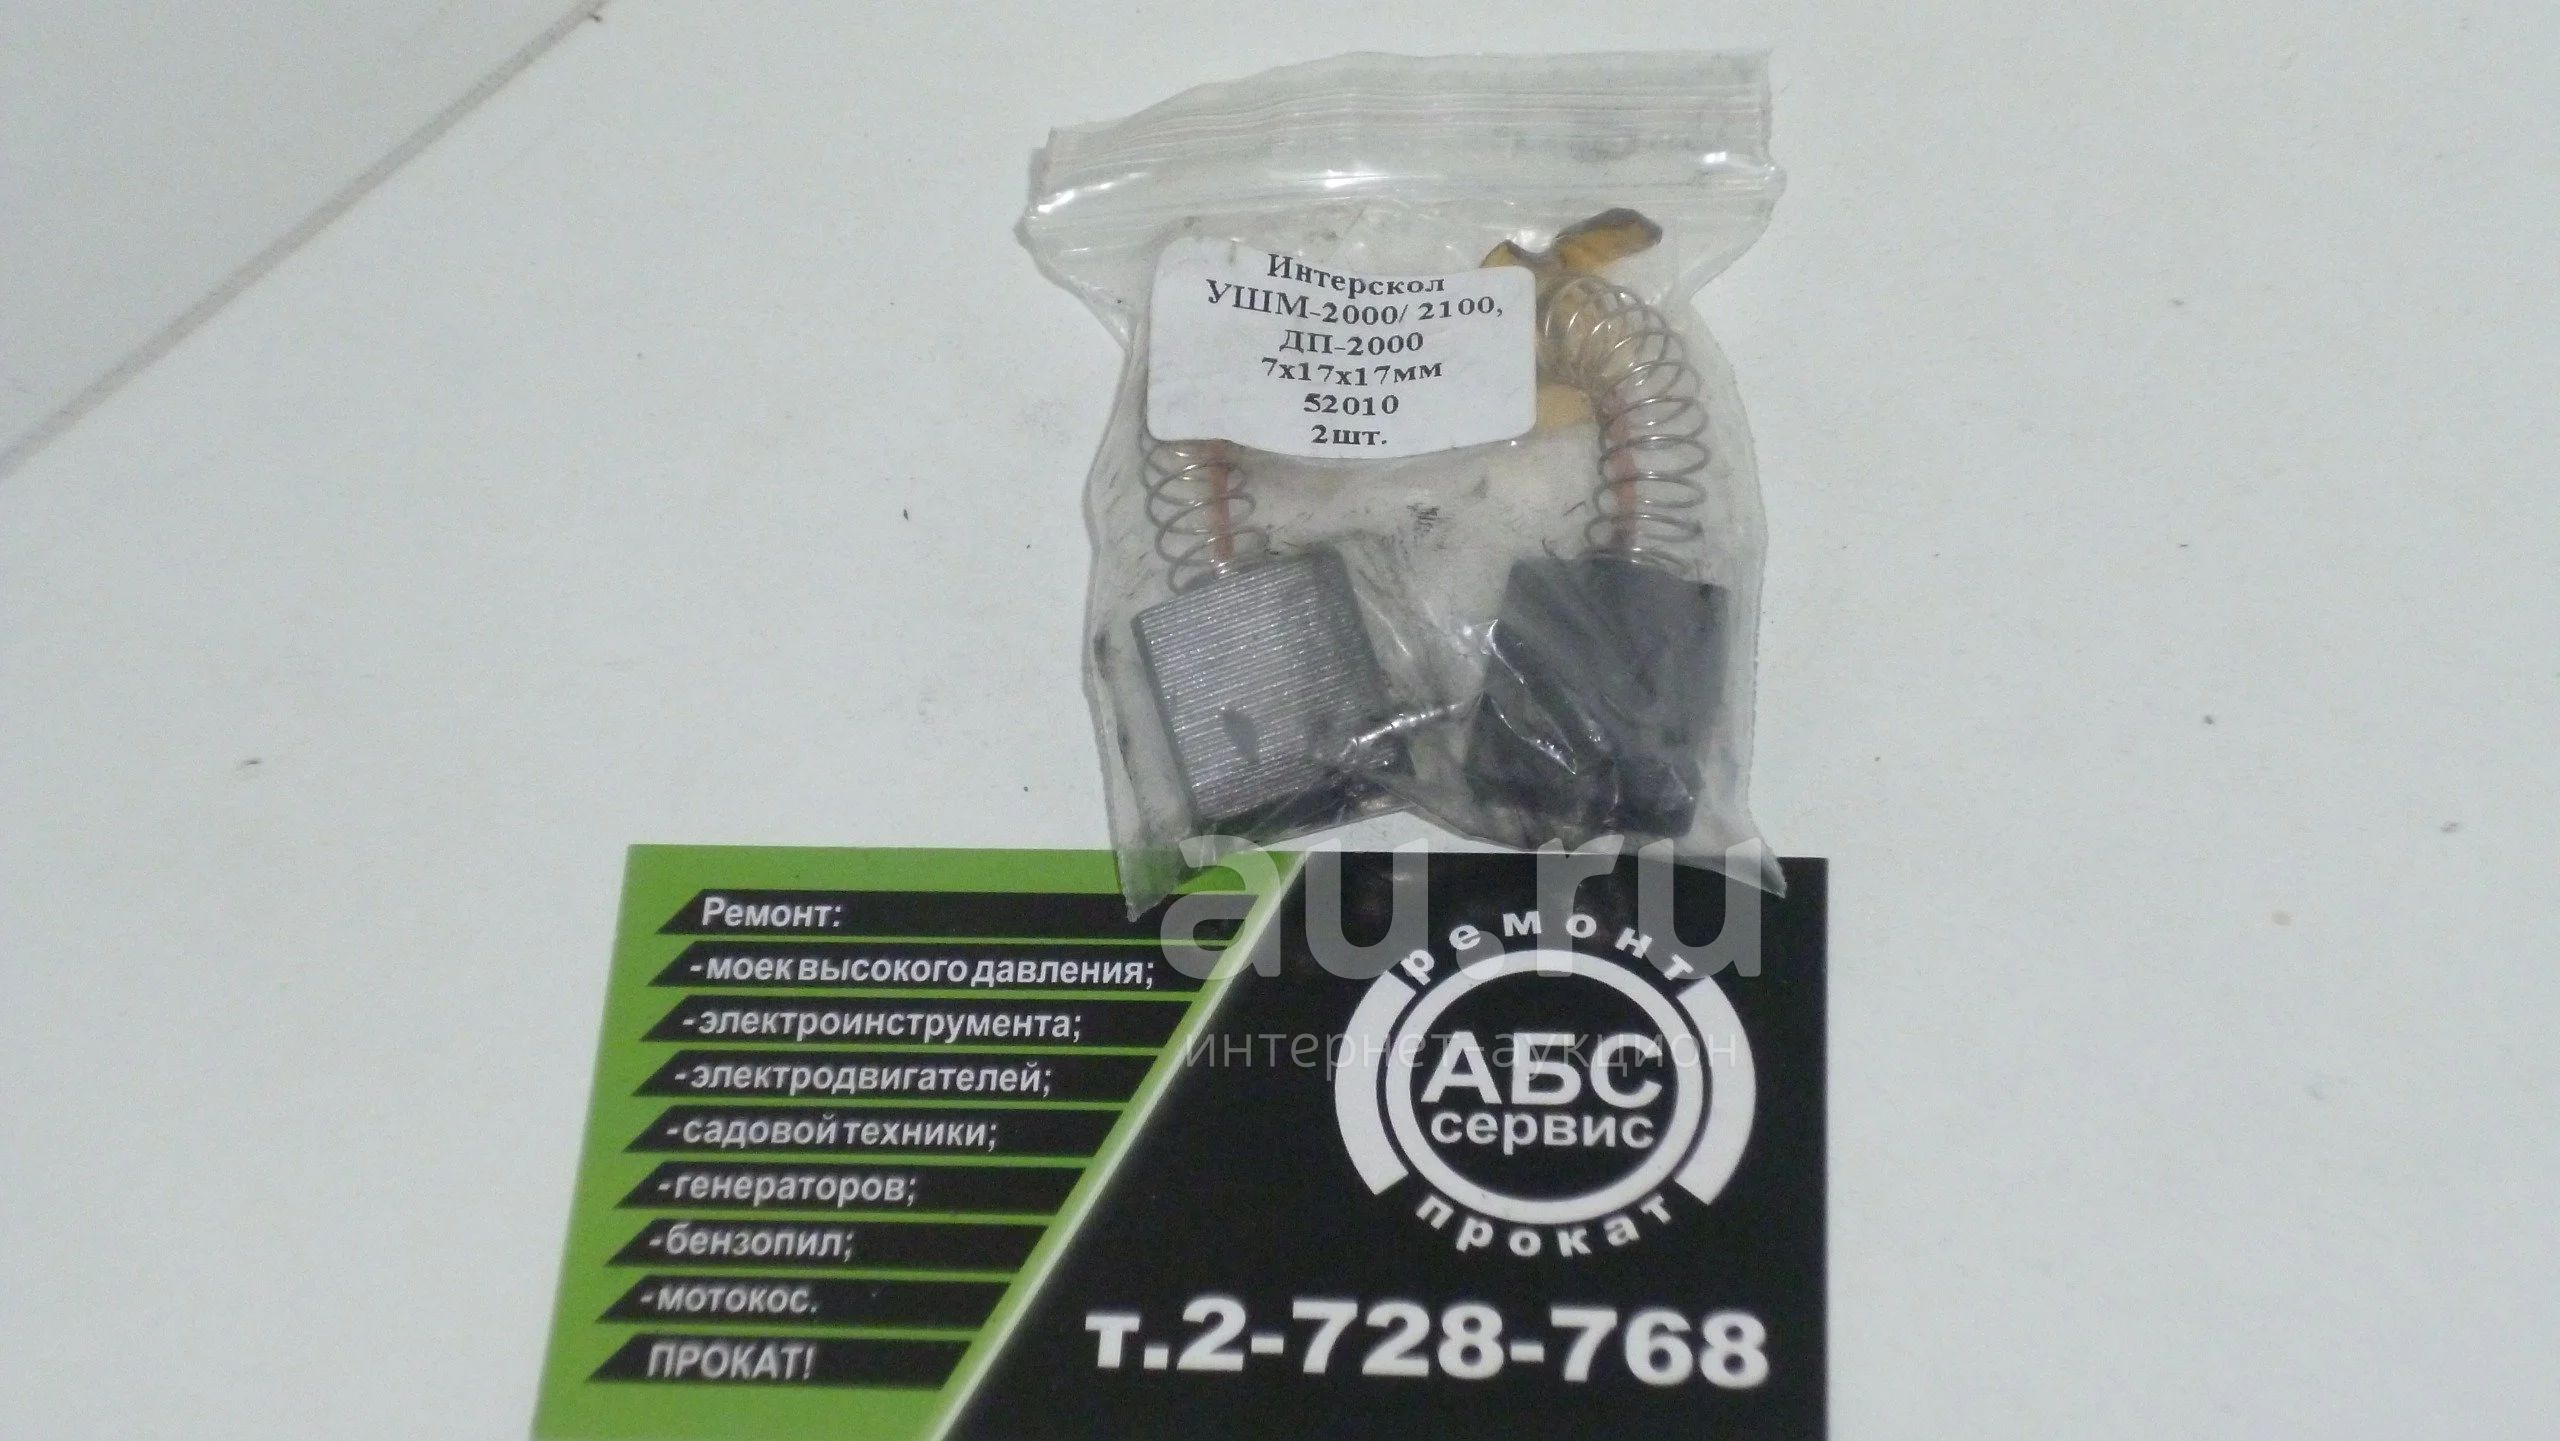 Интерскол
УШМ-2000/ 2100,
ДП-2000
7х17х17мм
52010
2шт.
au.ru
интернет-аукцион
Ремонт:
-моек высокого давления;
-электроинструмента;
-электродвигателей;
-садовой техники;
-генераторов;
-бензопил;
-мотокос.
ПРОКАТ!
ремонт
АБС
сервис
прокат
т.2-728-768